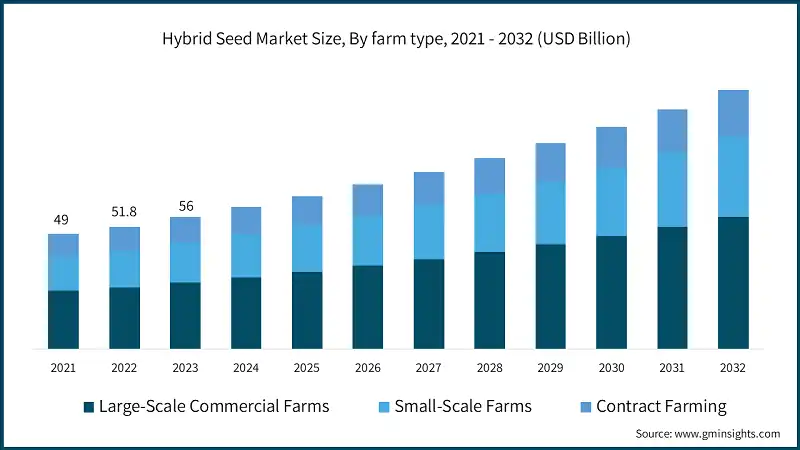 Hybrid Seed Market Size, By farm type, 2021 - 2032 (USD Billion)
49
51.8
56
2021 2022 2023 2024 2025 2026 2027 2028 2029 2030 2031 2032
Large-Scale Commercial Farms Small-Scale Farms Contract Farming
Source: www.gminsights.com